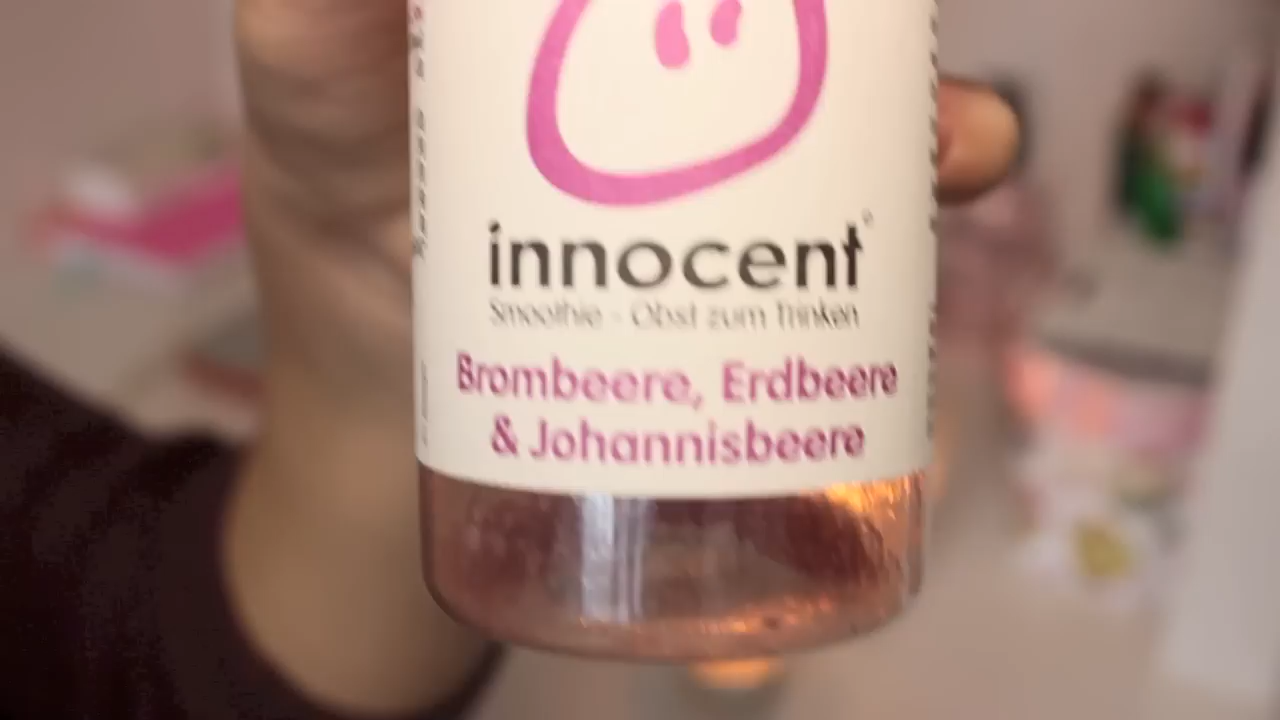 innocent
Smoothie - Obst zum Trinken
Brombeere, Erdbeere
& Johannisbeere